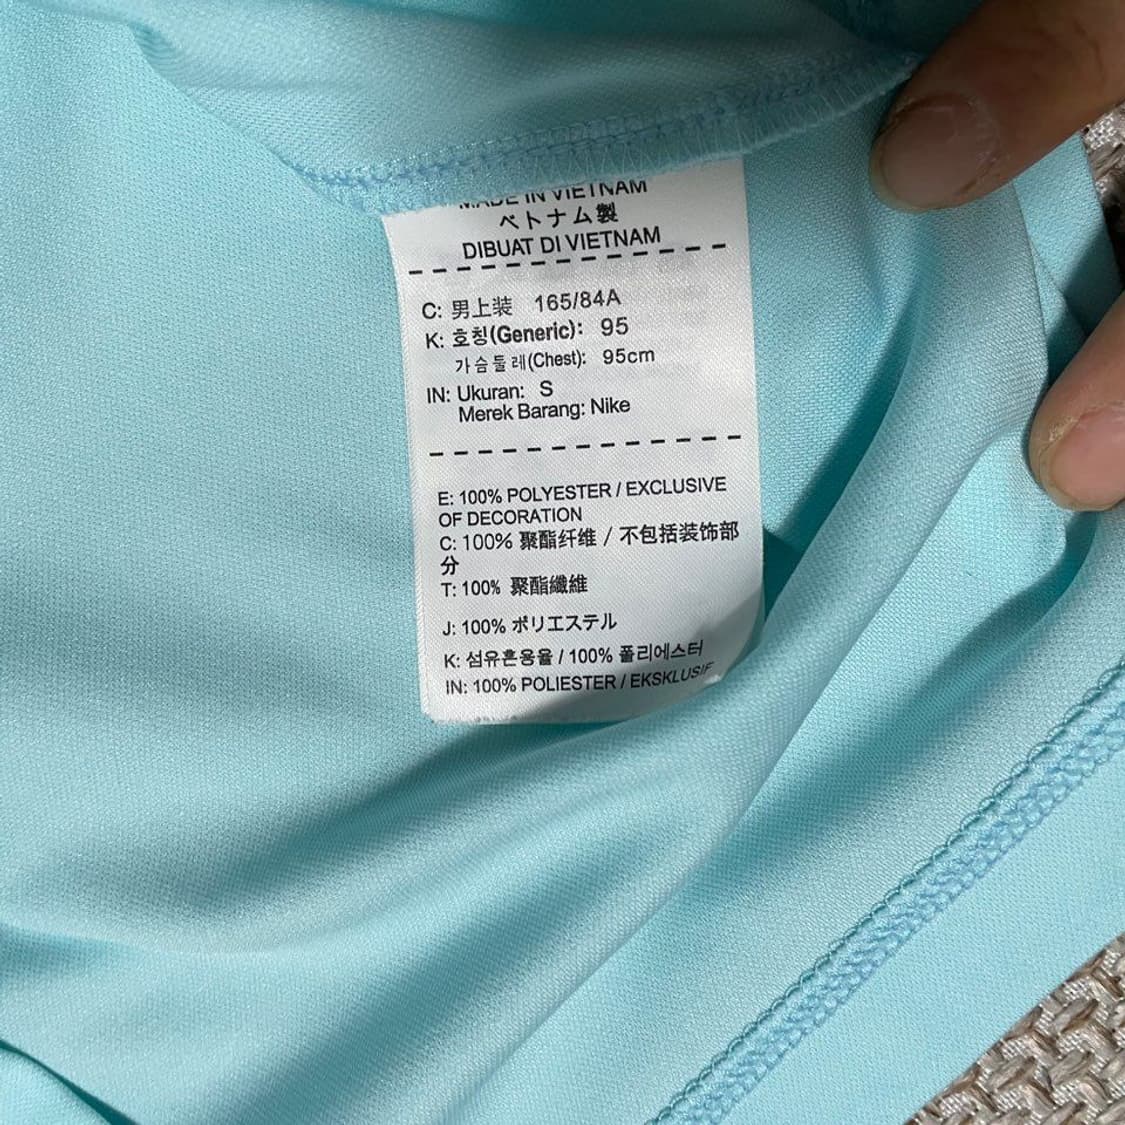 MADE IN VIETNAM
ベトナム製
DIBUAT DI VIETNAM
C: 男上装 165/84A
K: 호칭(Generic): 95
가슴둘레(Chest): 95cm
IN: Ukuran: S
Merek Barang: Nike
E: 100% POLYESTER / EXCLUSIVE
OF DECORATION
C: 100% 聚酯纤维 / 不包括装饰部
分
T: 100% 聚酯纖維
J: 100% ポリエステル
K: 섬유혼용율 / 100% 폴리에스터
IN: 100% POLIESTER / EKSKLUSIF